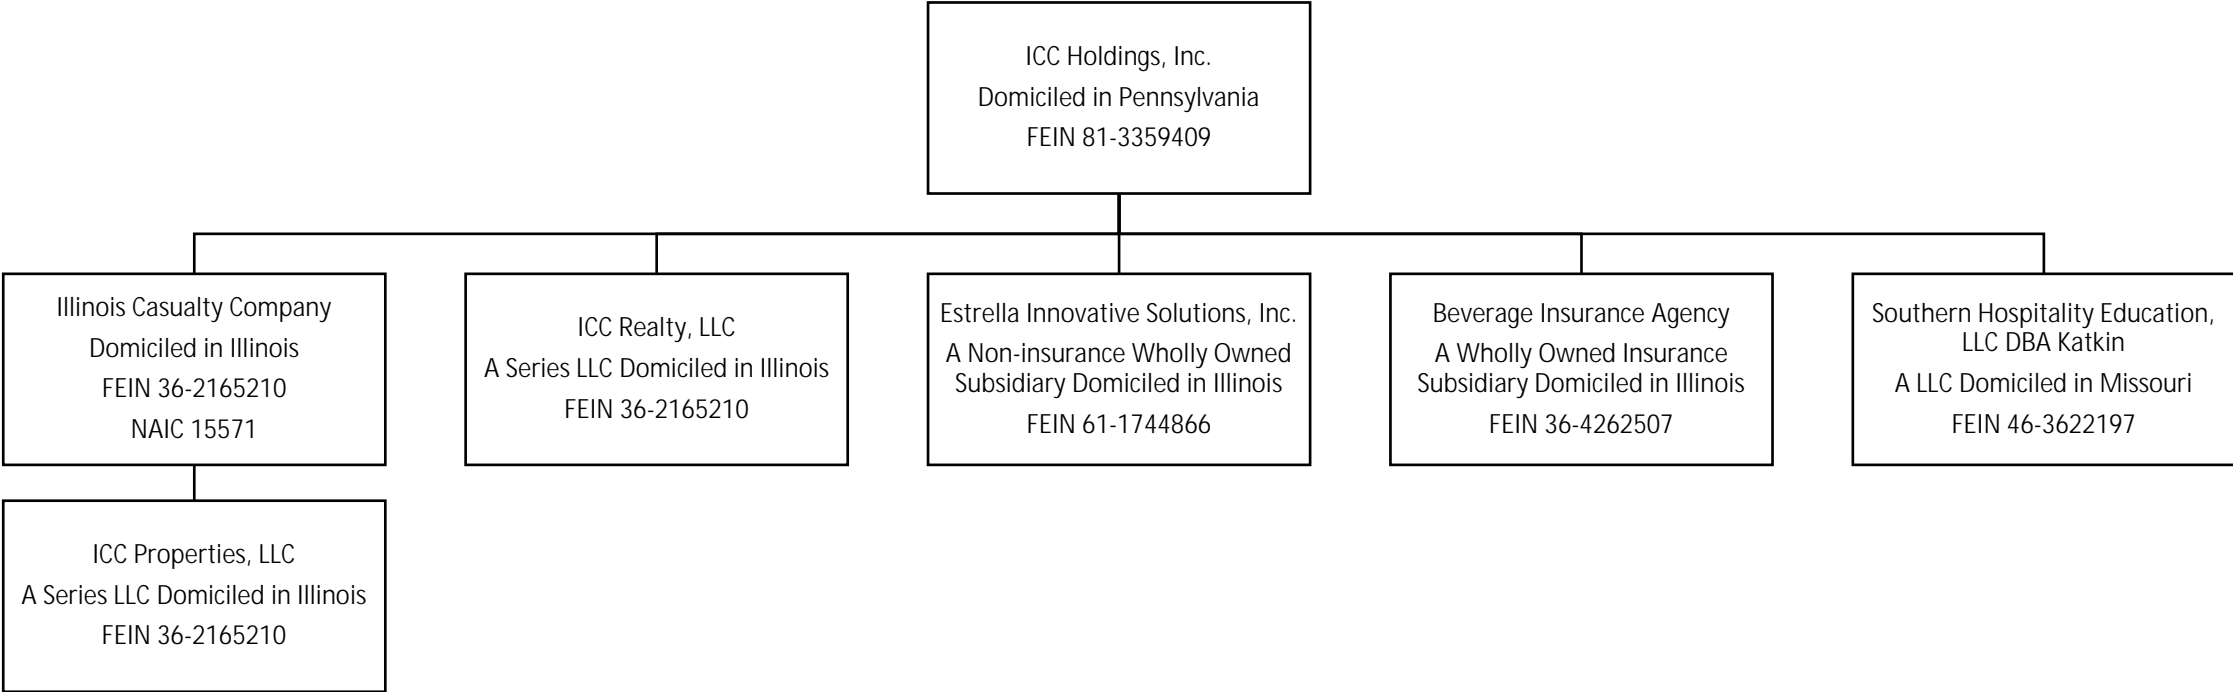 ICC Holdings, Inc.
Domiciled in Pennsylvania
FEIN 81-3359409
Illinois Casualty Company
Domiciled in Illinois
FEIN 36-2165210
NAIC 15571
ICC Realty, LLC
A Series LLC Domiciled in Illinois
FEIN 36-2165210
Estrella Innovative Solutions, Inc.
A Non-insurance Wholly Owned
Subsidiary Domiciled in Illinois
FEIN 61-1744866
Beverage Insurance Agency
A Wholly Owned Insurance
Subsidiary Domiciled in Illinois
FEIN 36-4262507
Southern Hospitality Education,
LLC DBA Katkin
A LLC Domiciled in Missouri
FEIN 46-3622197
ICC Properties, LLC
A Series LLC Domiciled in Illinois
FEIN 36-2165210